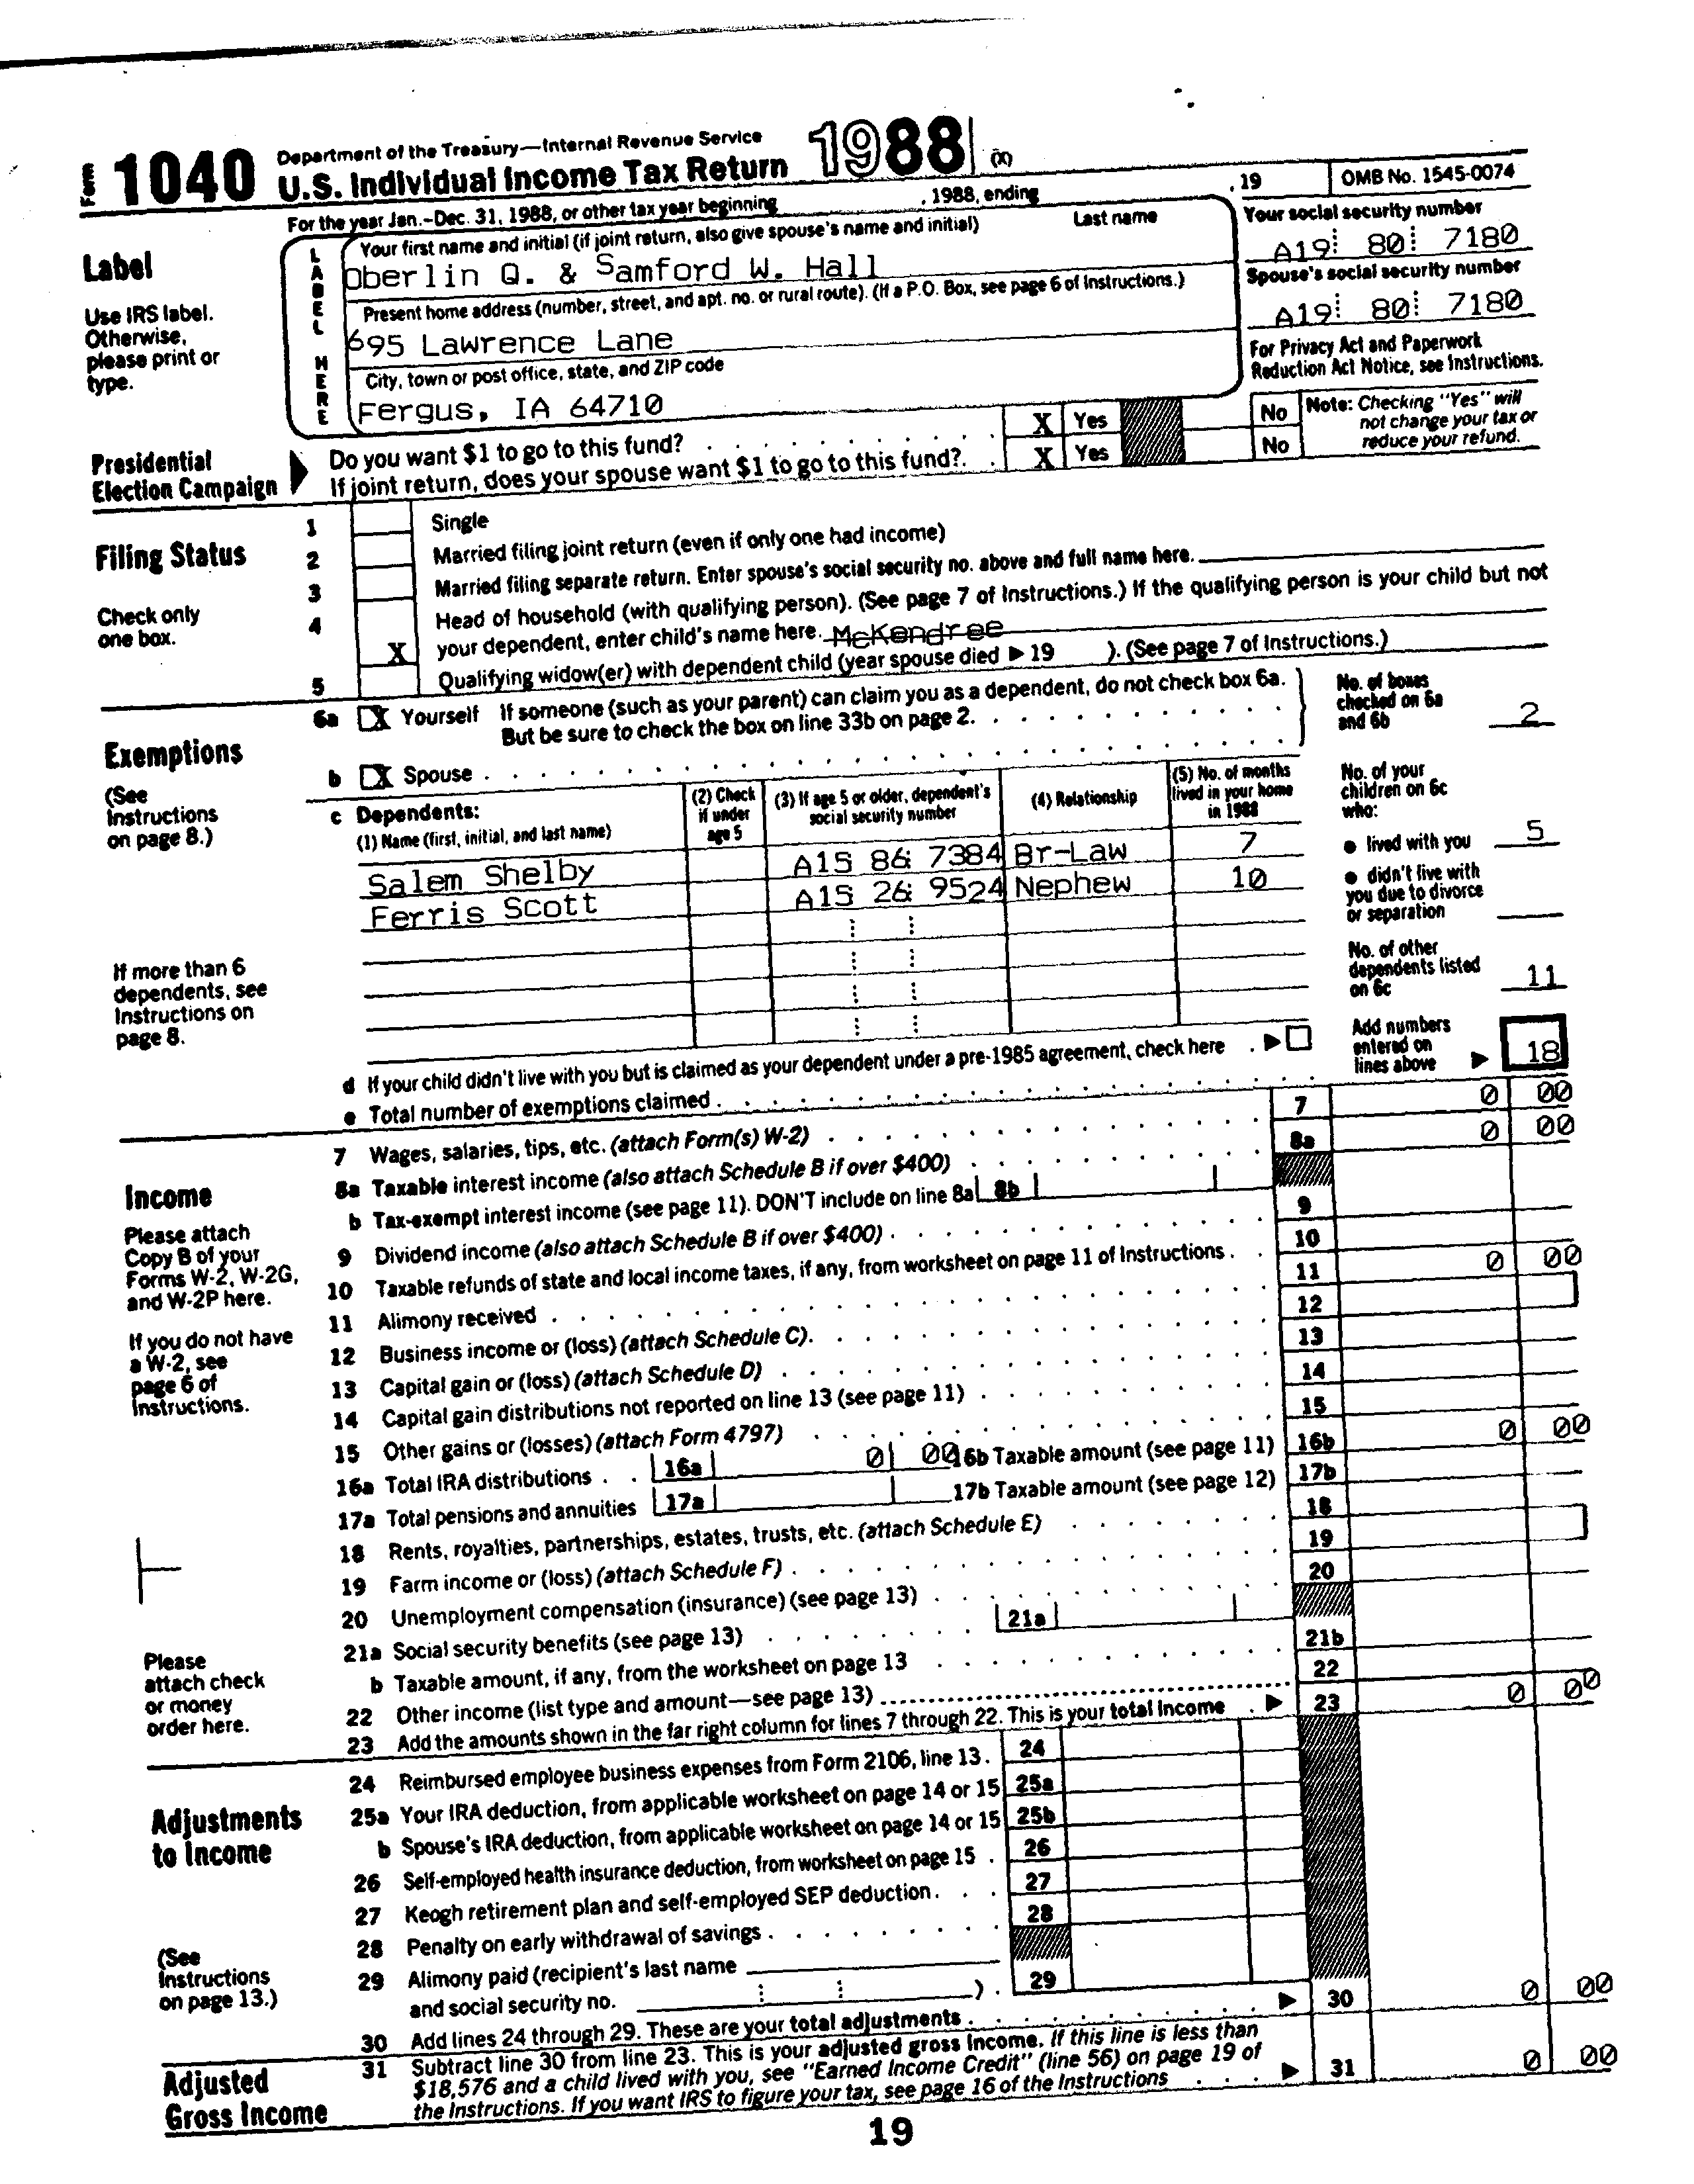 Form 1040 Department of the Treasury—Internal Revenue Service
U.S. Individual Income Tax Return 1988 (X)
For the year Jan.–Dec. 31, 1988, or other tax year beginning , 1988, ending , 19 OMB No. 1545-0074
Label
Use IRS label. Otherwise, please print or type.
LABEL HERE
Your first name and initial (if joint return, also give spouse's name and initial) Last name
Oberlin Q. & Samford W. Hall
Your social security number
A19 80 7180
Present home address (number, street, and apt. no. or rural route). (If a P.O. Box, see page 6 of Instructions.)
695 Lawrence Lane
Spouse's social security number
A19 80 7180
City, town or post office, state, and ZIP code
Fergus, IA 64710
For Privacy Act and Paperwork Reduction Act Notice, see Instructions.
Presidential Election Campaign
Do you want $1 to go to this fund? X Yes No
If joint return, does your spouse want $1 to go to this fund?. X Yes No
Note: Checking "Yes" will not change your tax or reduce your refund.
Filing Status
Check only one box.
1 Single
2 Married filing joint return (even if only one had income)
3 Married filing separate return. Enter spouse's social security no. above and full name here.
4 X Head of household (with qualifying person). (See page 7 of Instructions.) If the qualifying person is your child but not
your dependent, enter child's name here. McKendree
5 Qualifying widow(er) with dependent child (year spouse died ▶ 19 ). (See page 7 of Instructions.)
Exemptions
(See Instructions on page 8.)
6a X Yourself If someone (such as your parent) can claim you as a dependent, do not check box 6a.
But be sure to check the box on line 33b on page 2.
b X Spouse
No. of boxes checked on 6a and 6b 2
c Dependents:
(1) Name (first, initial, and last name)
(2) Check if under age 5
(3) If age 5 or older, dependent's social security number
(4) Relationship
(5) No. of months lived in your home in 1988
Salem Shelby A15 86 7384 Br-Law 7
Ferris Scott A15 26 9524 Nephew 10
No. of your children on 6c who:
● lived with you 5
● didn't live with you due to divorce or separation
No. of other dependents listed on 6c 11
If more than 6 dependents, see Instructions on page 8.
d If your child didn't live with you but is claimed as your dependent under a pre-1985 agreement, check here ▶
e Total number of exemptions claimed
Add numbers entered on lines above ▶ 18
Income
Please attach Copy B of your Forms W-2, W-2G, and W-2P here.
If you do not have a W-2, see page 6 of Instructions.
Please attach check or money order here.
7 Wages, salaries, tips, etc. (attach Form(s) W-2) 7 0 00
8a Taxable interest income (also attach Schedule B if over $400) 8a 0 00
b Tax-exempt interest income (see page 11). DON'T include on line 8a 8b
9 Dividend income (also attach Schedule B if over $400) 9
10 Taxable refunds of state and local income taxes, if any, from worksheet on page 11 of Instructions 10
11 Alimony received 11 0 00
12 Business income or (loss) (attach Schedule C). 12
13 Capital gain or (loss) (attach Schedule D) 13
14 Capital gain distributions not reported on line 13 (see page 11) 14
15 Other gains or (losses) (attach Form 4797) 15
16a Total IRA distributions 16a 0 00 16b Taxable amount (see page 11) 16b 0 00
17a Total pensions and annuities 17a 17b Taxable amount (see page 12) 17b
18 Rents, royalties, partnerships, estates, trusts, etc. (attach Schedule E) 18
19 Farm income or (loss) (attach Schedule F) 19
20 Unemployment compensation (insurance) (see page 13) 20
21a Social security benefits (see page 13) 21a
b Taxable amount, if any, from the worksheet on page 13 21b
22 Other income (list type and amount—see page 13) 22
23 Add the amounts shown in the far right column for lines 7 through 22. This is your total income ▶ 23 0 00
Adjustments to Income
(See Instructions on page 13.)
24 Reimbursed employee business expenses from Form 2106, line 13. 24
25a Your IRA deduction, from applicable worksheet on page 14 or 15 25a
b Spouse's IRA deduction, from applicable worksheet on page 14 or 15 25b
26 Self-employed health insurance deduction, from worksheet on page 15 26
27 Keogh retirement plan and self-employed SEP deduction. 27
28 Penalty on early withdrawal of savings 28
29 Alimony paid (recipient's last name
and social security no. ) 29
30 Add lines 24 through 29. These are your total adjustments ▶ 30 0 00
Adjusted Gross Income
31 Subtract line 30 from line 23. This is your adjusted gross income. If this line is less than
$18,576 and a child lived with you, see "Earned Income Credit" (line 56) on page 19 of
the Instructions. If you want IRS to figure your tax, see page 16 of the Instructions ▶ 31 0 00
19